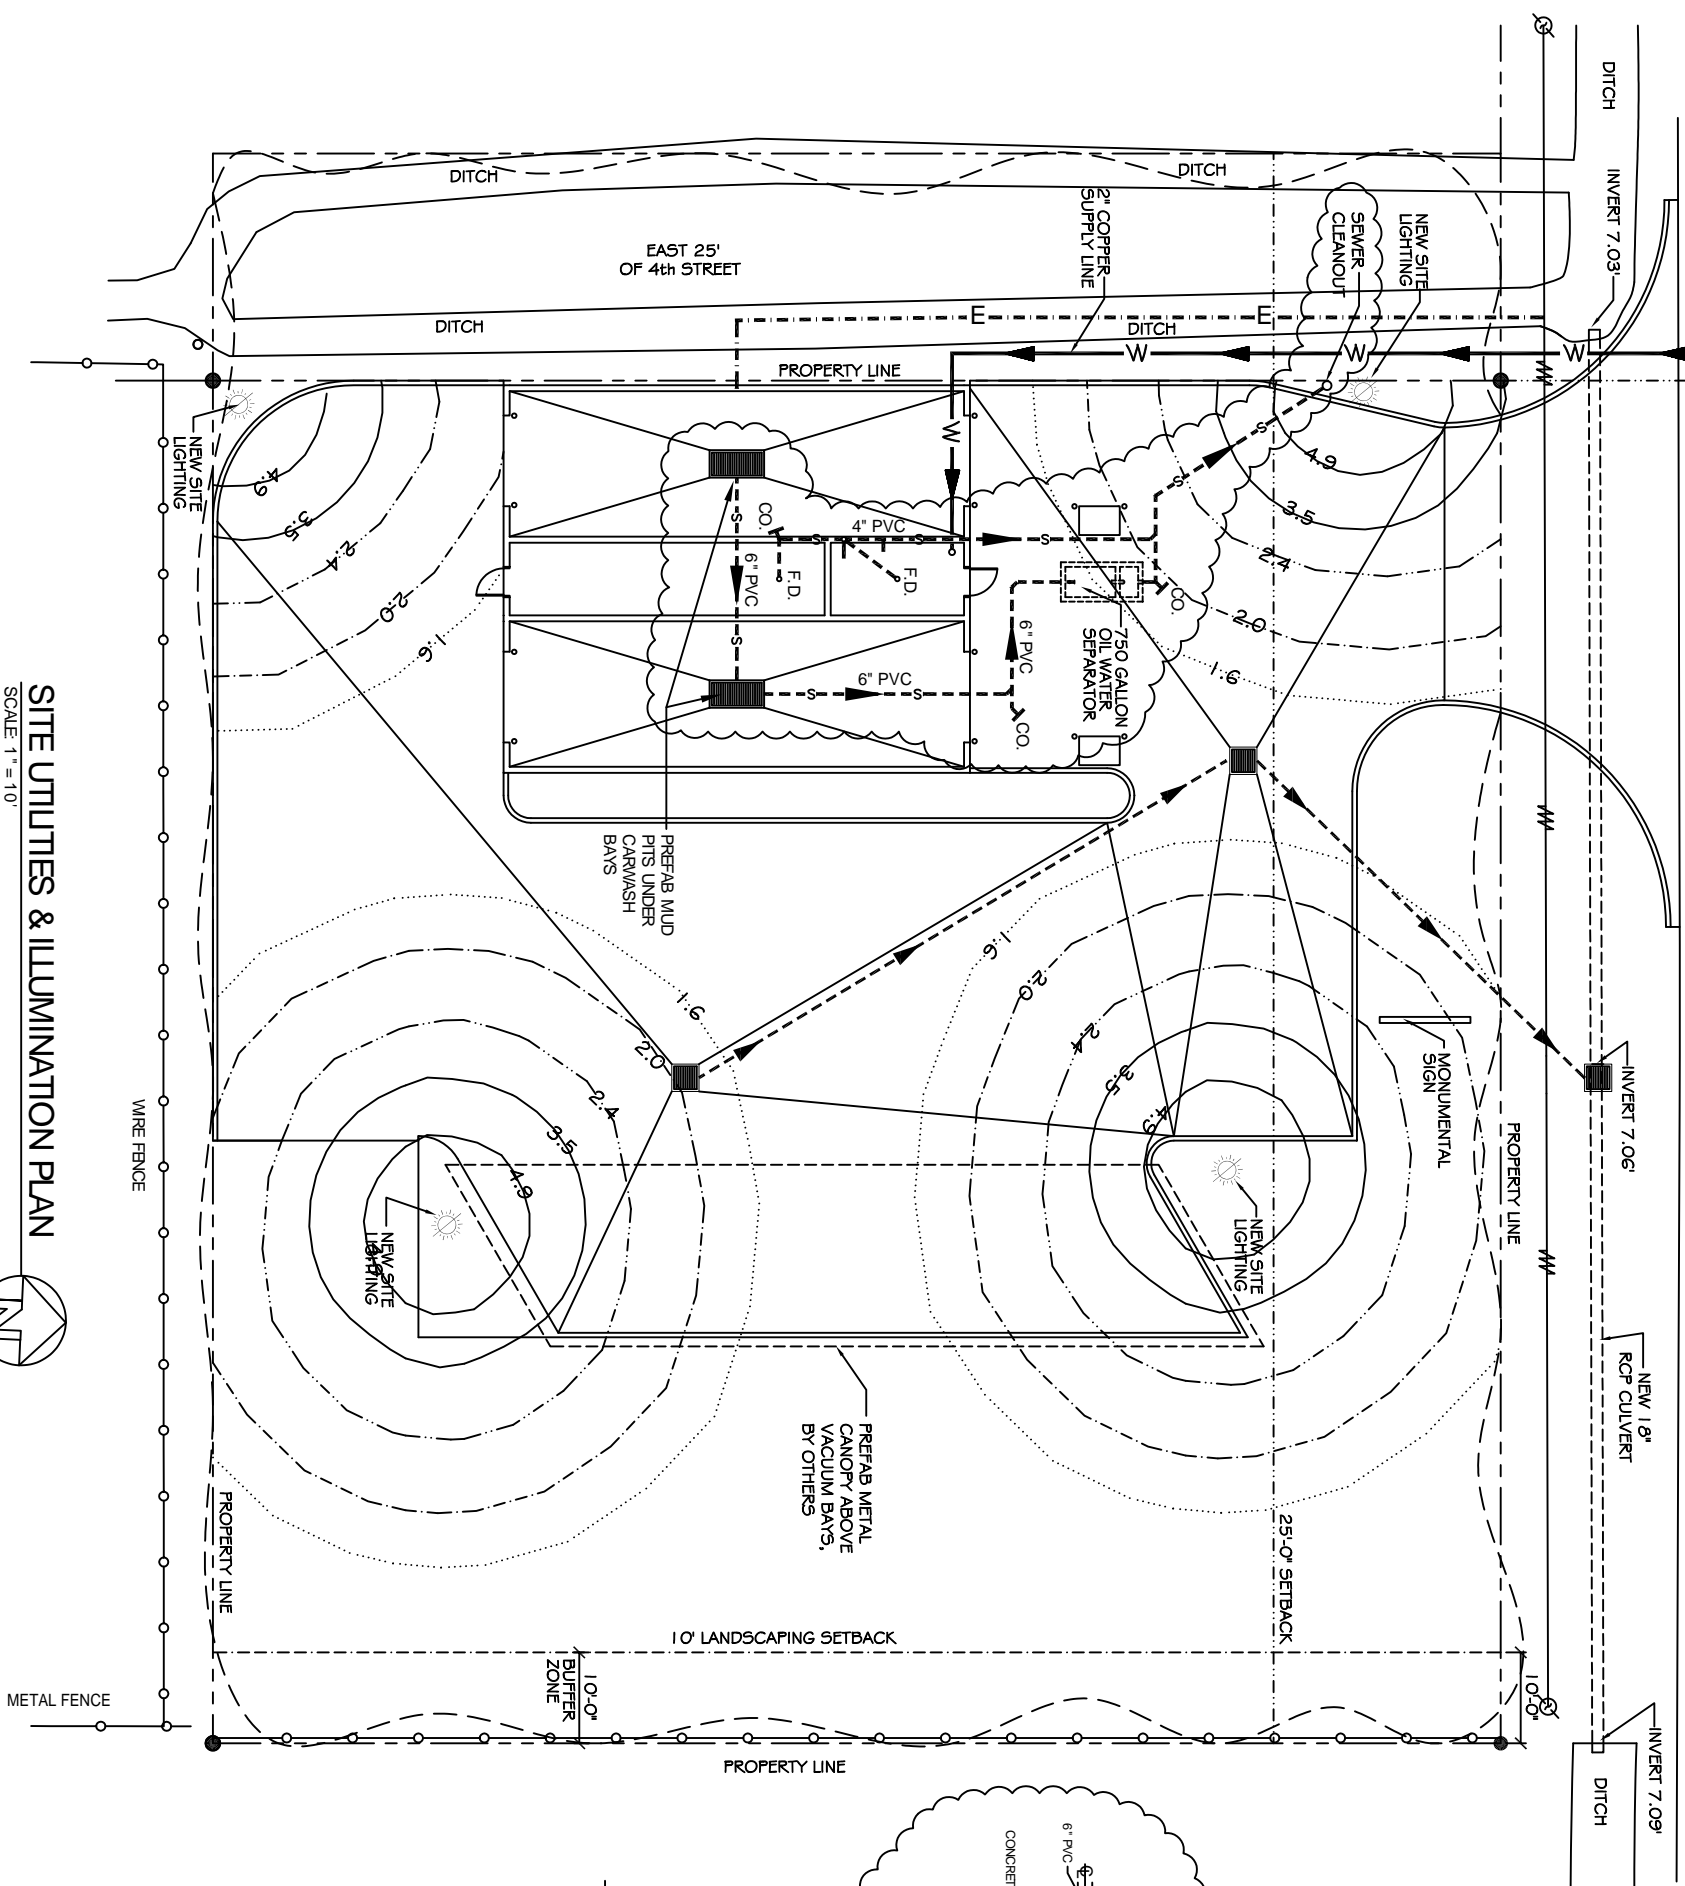 DITCH
INVERT 7.03'
DITCH
DITCH
EAST 25'
OF 4th STREET
2" COPPER
SUPPLY LINE
SEWER
CLEANOUT
NEW SITE
LIGHTING
E
E
DITCH
DITCH
PROPERTY LINE
W
W
W
W
NEW SITE
LIGHTING
4.9
3.5
2.4
2.0
1.6
4.9
3.5
2.4
2.0
1.6
S
S
S
S
S
S
S
S
S
CO.
4" PVC
6" PVC
F.D.
F.D.
CO.
6" PVC
6" PVC
CO.
750 GALLON
OIL WATER
SEPARATOR
PREFAB MUD
PITS UNDER
CARWASH
BAYS
SITE UTILITIES & ILLUMINATION PLAN
SCALE: 1" = 10'
N
WIRE FENCE
1.6
2.0
2.4
3.5
4.9
NEW SITE
LIGHTING
1.6
2.0
2.4
3.5
4.9
NEW SITE
LIGHTING
MONUMENTAL
SIGN
INVERT 7.06'
PROPERTY LINE
NEW 18"
RCP CULVERT
PREFAB METAL
CANOPY ABOVE
VACUUM BAYS,
BY OTHERS
PROPERTY LINE
25'-0" SETBACK
10' LANDSCAPING SETBACK
10'-0"
BUFFER
ZONE
10'-0"
METAL FENCE
PROPERTY LINE
INVERT 7.09'
DITCH
6" PVC